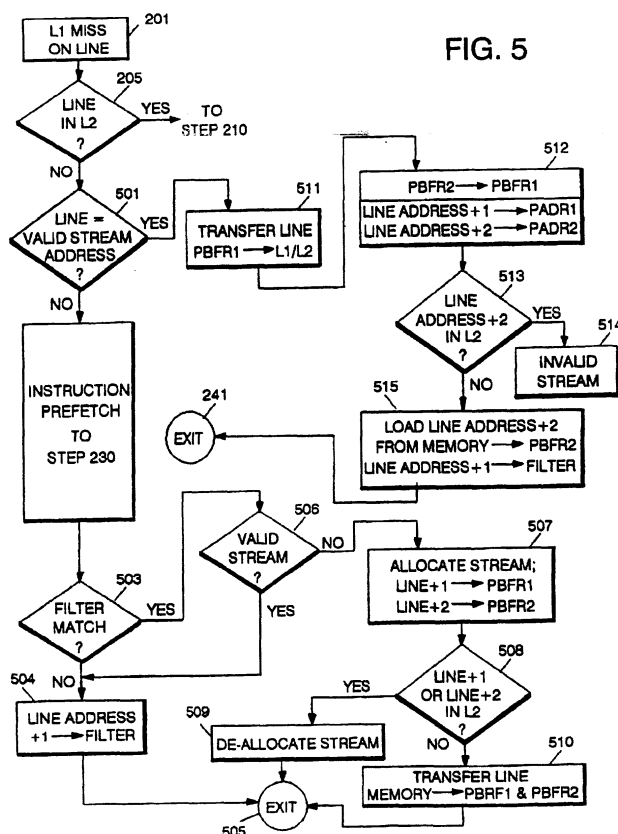 FIG. 5
201
L1 MISS
ON LINE
205
LINE
IN L2
?
YES
TO
STEP 210
NO
501
LINE =
VALID STREAM
ADDRESS
?
YES
NO
511
TRANSFER LINE
PBFR1 → L1/L2
512
PBFR2 → PBFR1
LINE ADDRESS+1 → PADR1
LINE ADDRESS+2 → PADR2
513
LINE
ADDRESS+2
IN L2
?
YES
NO
514
INVALID
STREAM
515
LOAD LINE ADDRESS+2
FROM MEMORY → PBFR2
LINE ADDRESS+1 → FILTER
241
EXIT
INSTRUCTION
PREFETCH
TO
STEP 230
503
FILTER
MATCH
?
YES
NO
506
VALID
STREAM
?
NO
YES
507
ALLOCATE STREAM;
LINE+1 → PBFR1
LINE+2 → PBFR2
508
LINE+1
OR LINE+2
IN L2
?
YES
NO
504
LINE ADDRESS
+1 → FILTER
509
DE-ALLOCATE STREAM
510
TRANSFER LINE
MEMORY → PBRF1 & PBFR2
EXIT
505